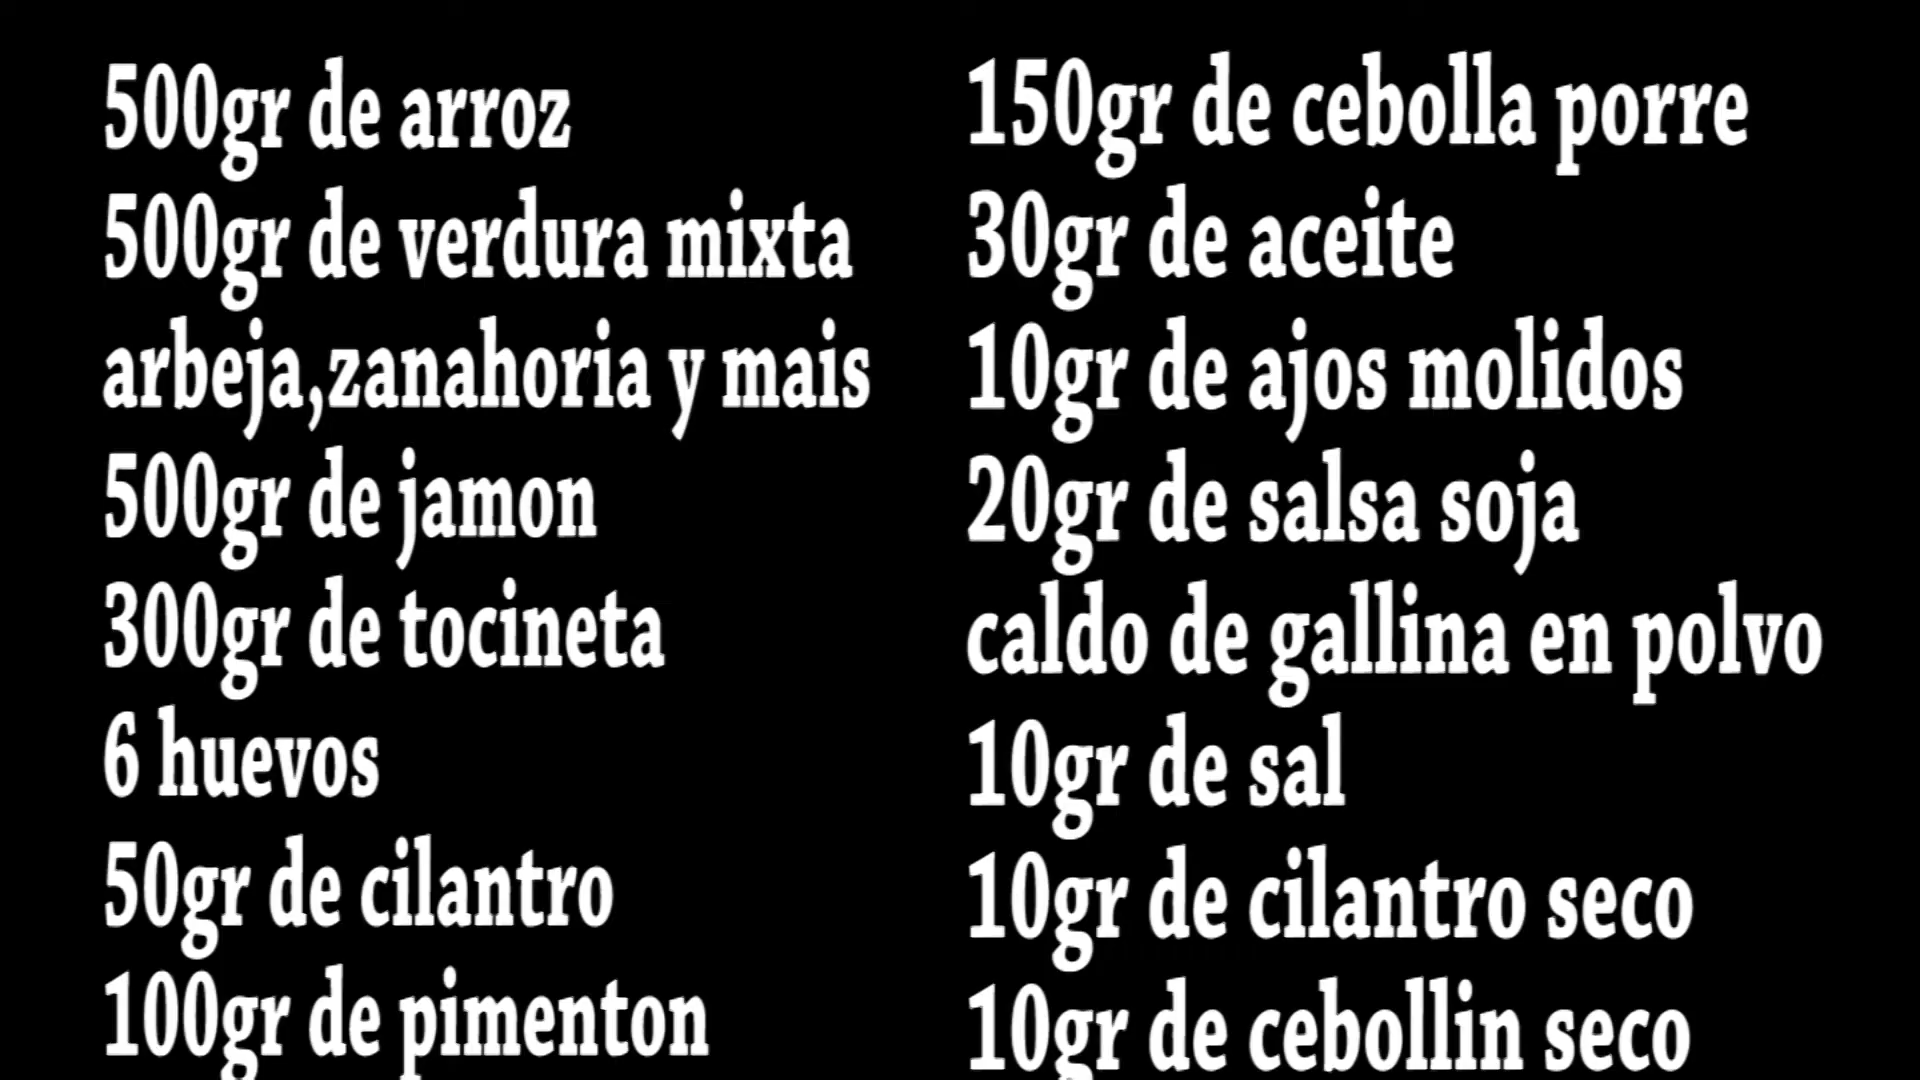 500gr de arroz
500gr de verdura mixta
arbeja,zanahoria y mais
500gr de jamon
300gr de tocineta
6 huevos
50gr de cilantro
100gr de pimenton
150gr de cebolla porre
30gr de aceite
10gr de ajos molidos
20gr de salsa soja
caldo de gallina en polvo
10gr de sal
10gr de cilantro seco
10gr de cebollin seco